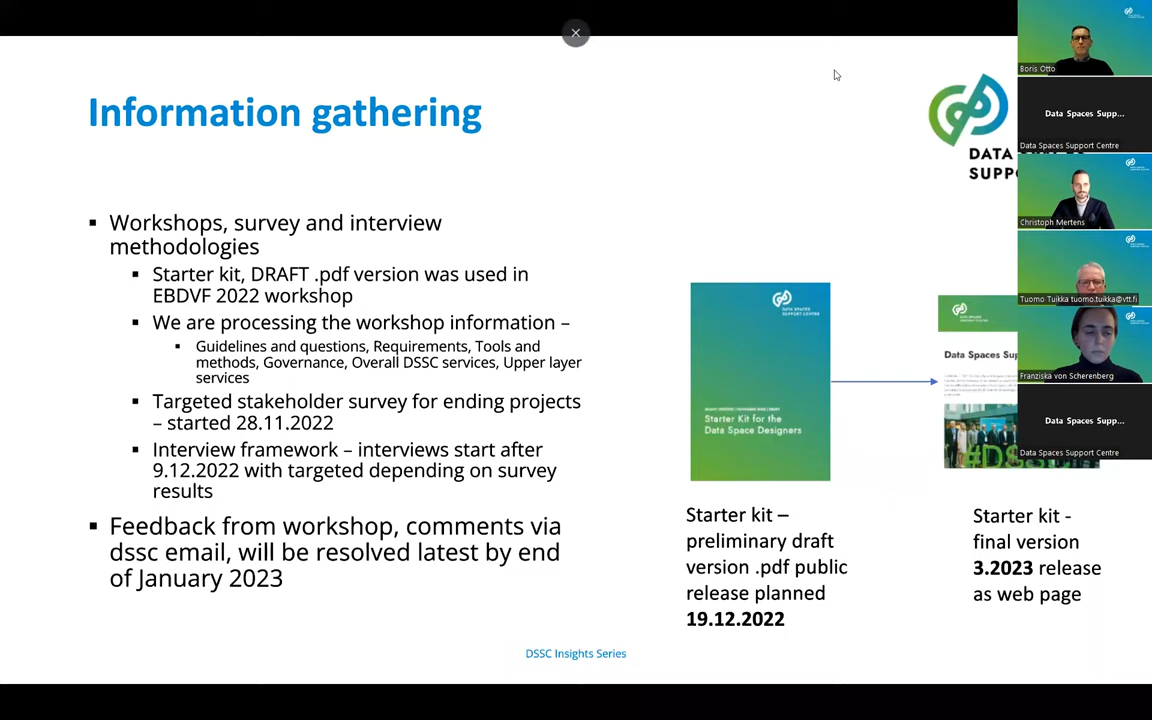 Information gathering
▪ Workshops, survey and interview
methodologies
▪ Starter kit, DRAFT .pdf version was used in
EBDVF 2022 workshop
▪ We are processing the workshop information –
▪ Guidelines and questions, Requirements, Tools and
methods, Governance, Overall DSSC services, Upper layer
services
▪ Targeted stakeholder survey for ending projects
– started 28.11.2022
▪ Interview framework – interviews start after
9.12.2022 with targeted depending on survey
results
▪ Feedback from workshop, comments via
dssc email, will be resolved latest by end
of January 2023
DATA
SUPP
DATA SPACES
SUPPORT CENTRE
Starter Kit for the
Data Space Designers
Data Spaces Sup
#DSS
Starter kit –
preliminary draft
version .pdf public
release planned
19.12.2022
Starter kit -
final version
3.2023 release
as web page
DSSC Insights Series
Boris Otto
Data Spaces Supp...
Data Spaces Support Centre
Christoph Mertens
Tuomo Tuikka tuomo.tuikka@vtt.fi
Franziska von Scherenberg
Data Spaces Supp...
Data Spaces Support Centre